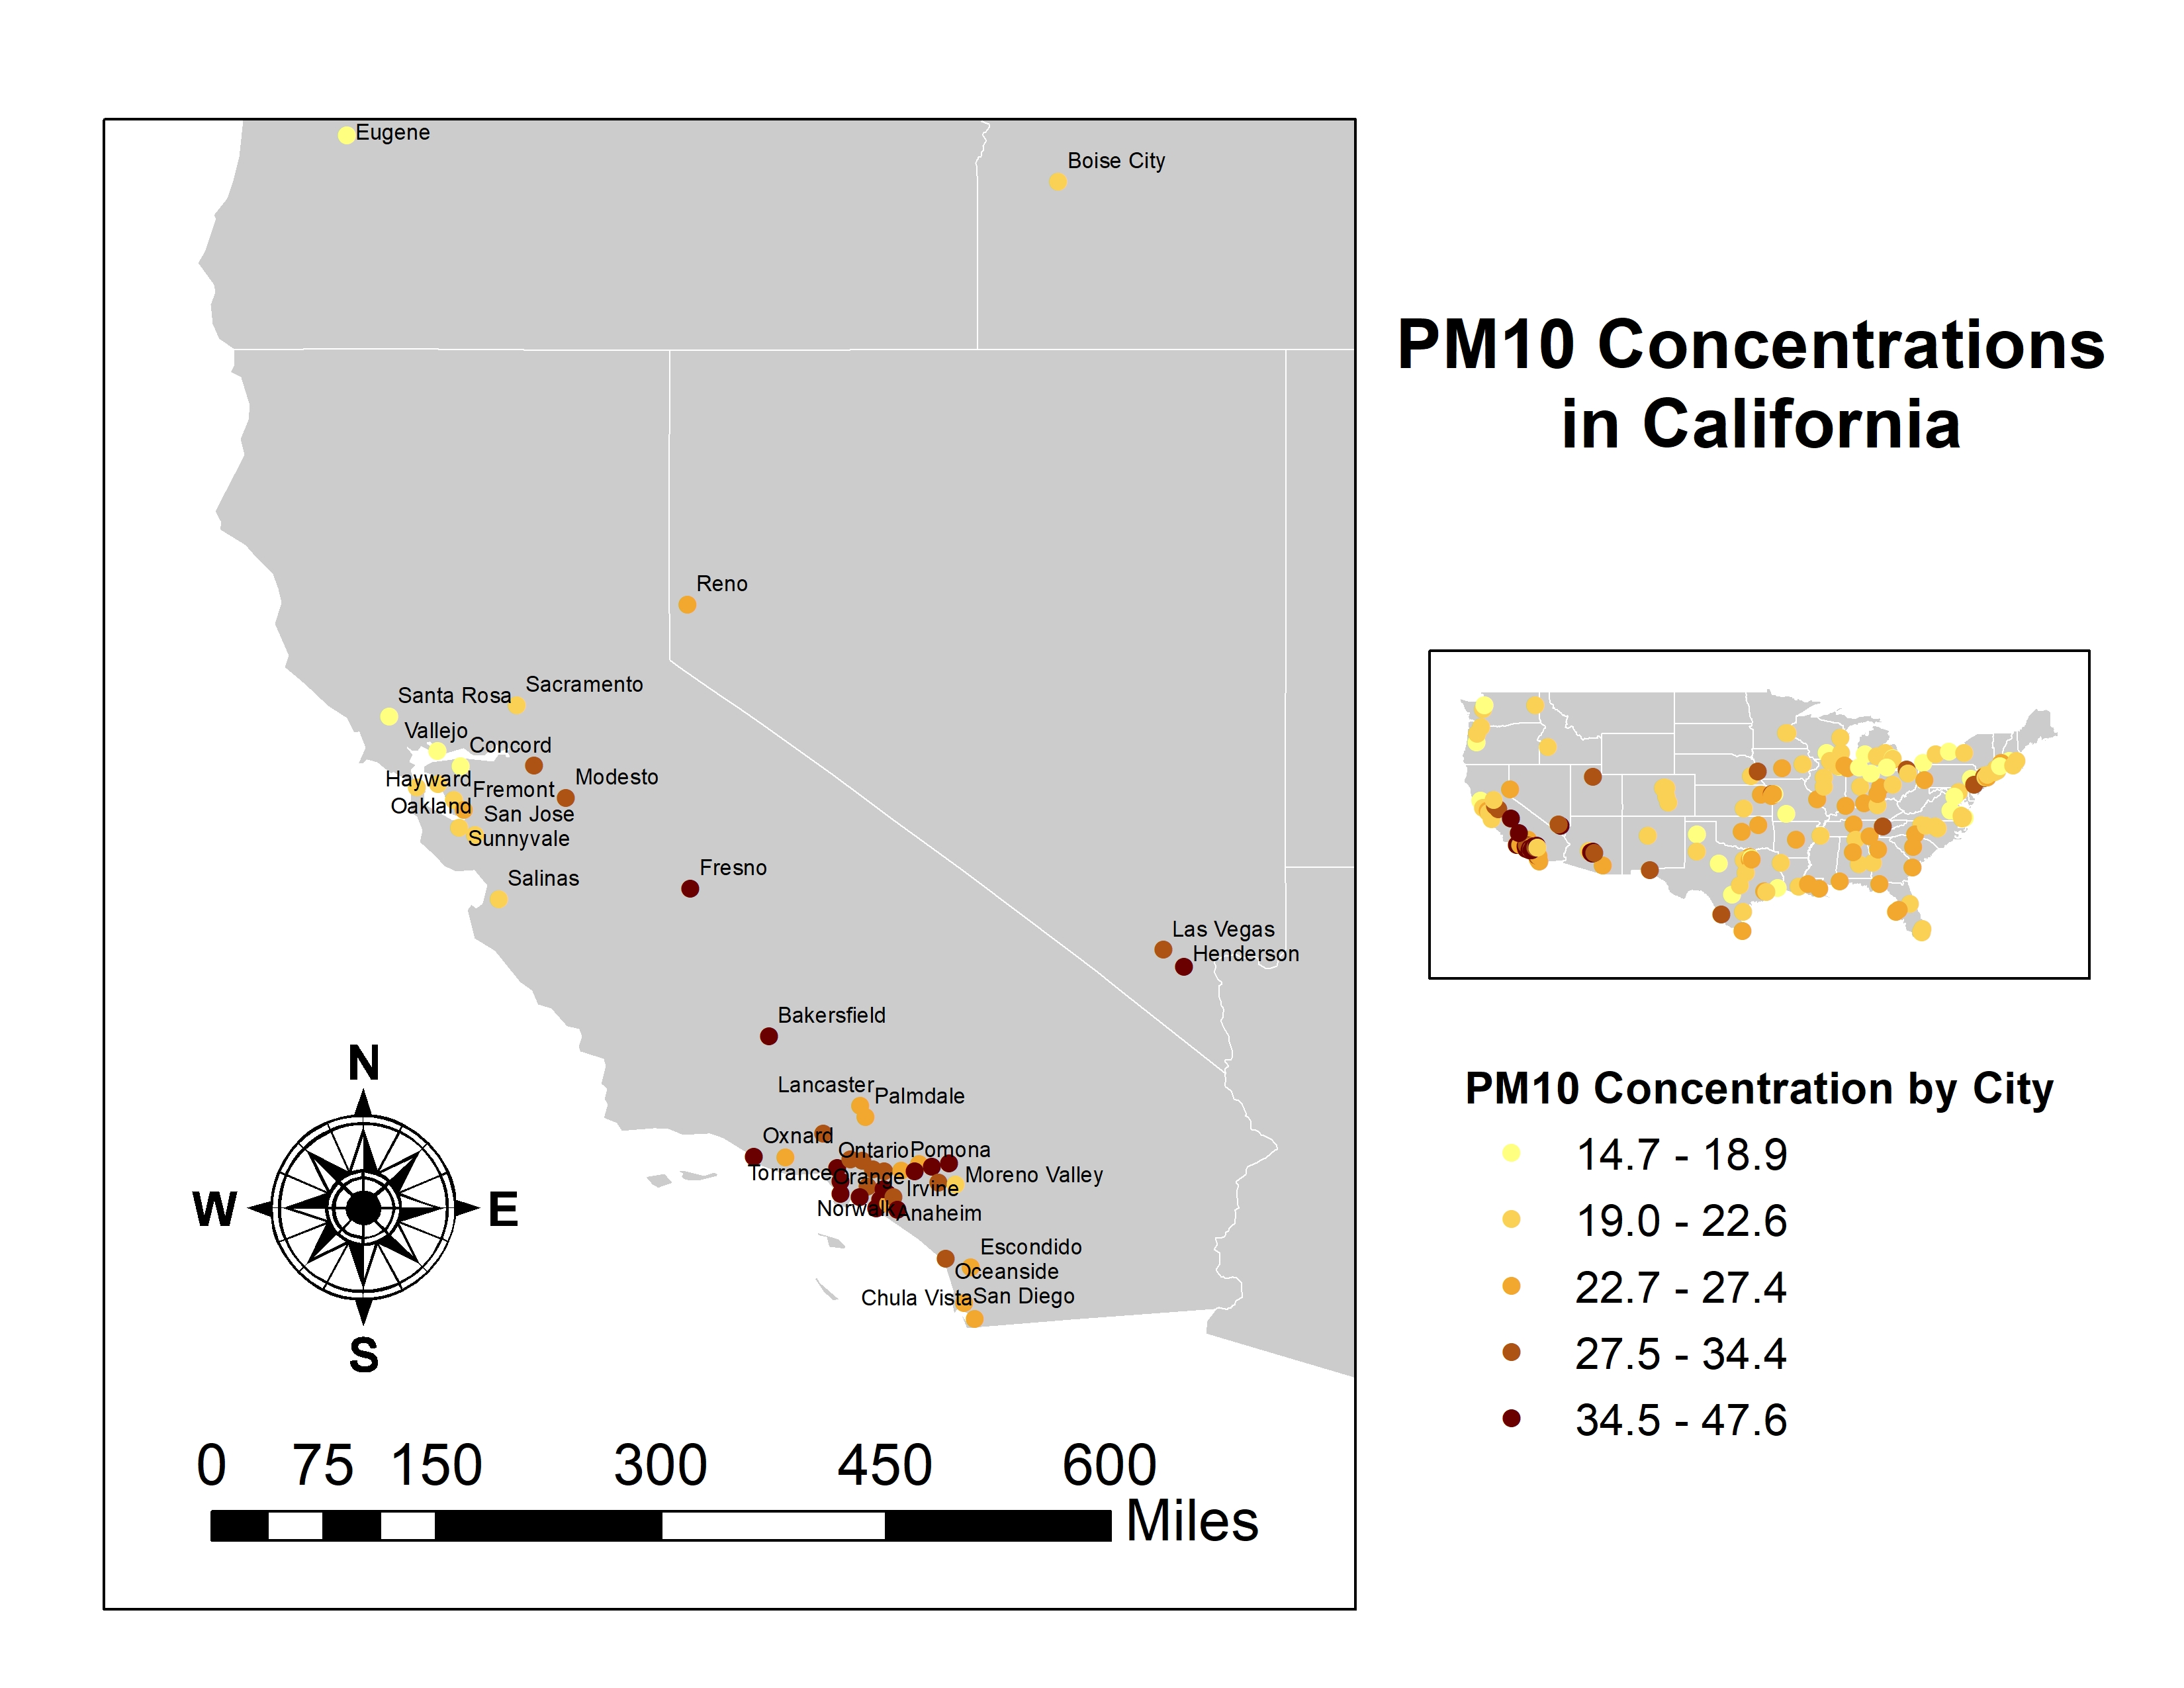 Eugene
Boise City
PM10 Concentrations
in California
Reno
Santa Rosa
Sacramento
Vallejo
Concord
Hayward
Fremont
Modesto
Oakland
San Jose
Sunnyvale
Fresno
Salinas
Las Vegas
Henderson
Bakersfield
Lancaster
Palmdale
Oxnard
Ontario
Pomona
Torrance
Orange
Moreno Valley
Irvine
Norwalk
Anaheim
Escondido
Oceanside
Chula Vista
San Diego
N
W
E
S
0 75 150 300 450 600
Miles
PM10 Concentration by City
14.7 - 18.9
19.0 - 22.6
22.7 - 27.4
27.5 - 34.4
34.5 - 47.6